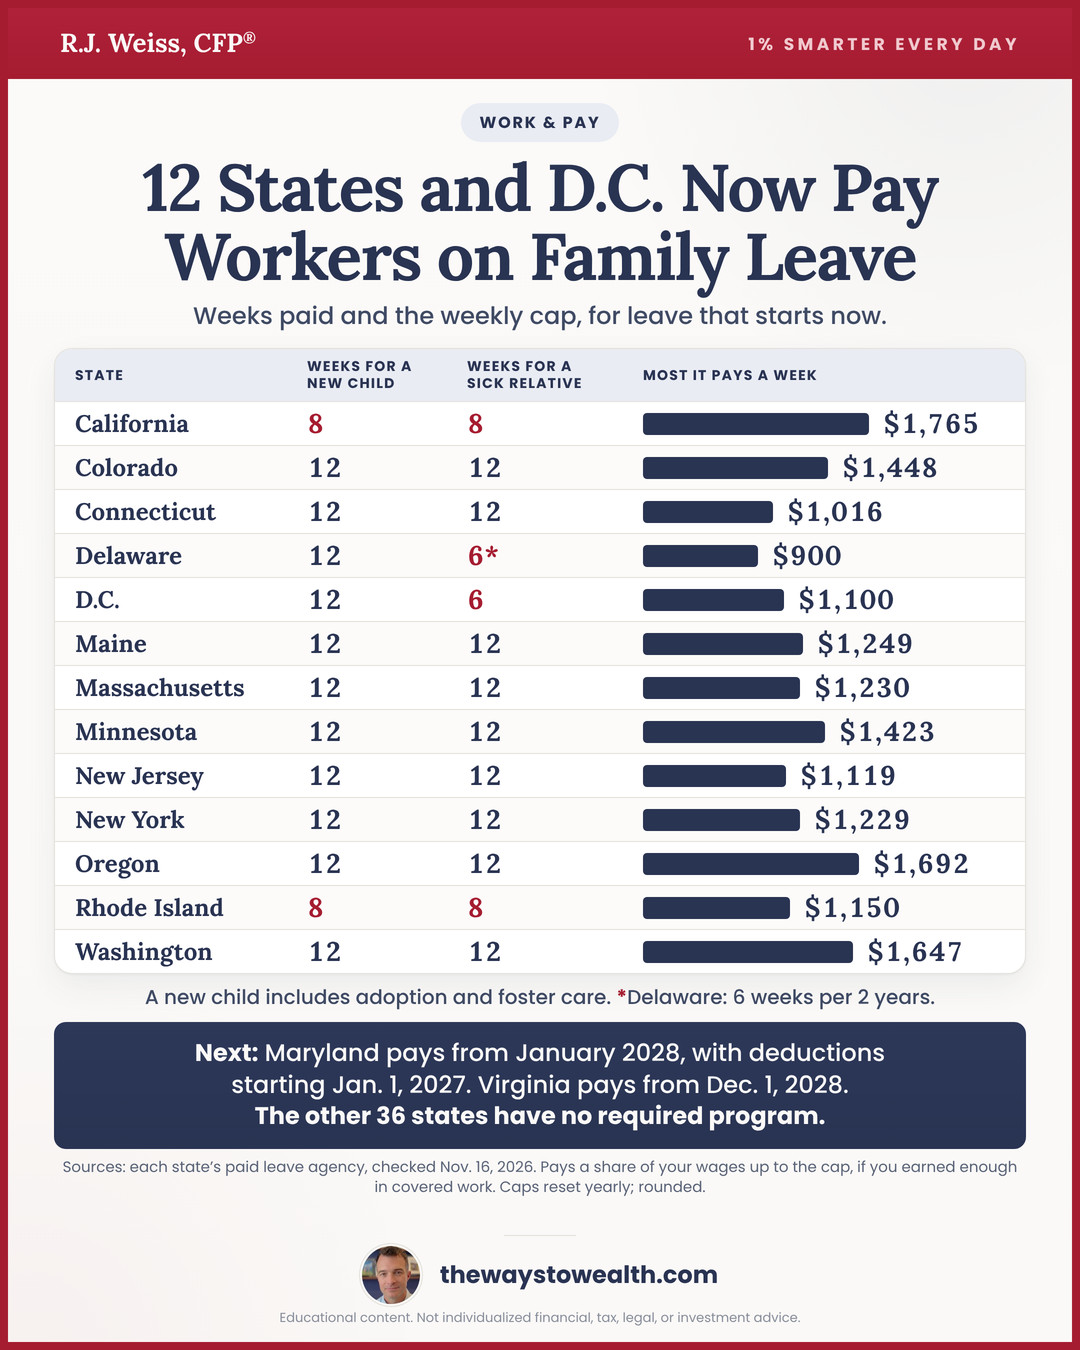 R.J. Weiss, CFP®
1% SMARTER EVERY DAY
WORK & PAY
12 States and D.C. Now Pay
Workers on Family Leave
Weeks paid and the weekly cap, for leave that starts now.
STATE WEEKS FOR A NEW CHILD WEEKS FOR A SICK RELATIVE MOST IT PAYS A WEEK
California 8 8 $1,765
Colorado 12 12 $1,448
Connecticut 12 12 $1,016
Delaware 12 6* $900
D.C. 12 6 $1,100
Maine 12 12 $1,249
Massachusetts 12 12 $1,230
Minnesota 12 12 $1,423
New Jersey 12 12 $1,119
New York 12 12 $1,229
Oregon 12 12 $1,692
Rhode Island 8 8 $1,150
Washington 12 12 $1,647
A new child includes adoption and foster care. *Delaware: 6 weeks per 2 years.
Next: Maryland pays from January 2028, with deductions
starting Jan. 1, 2027. Virginia pays from Dec. 1, 2028.
The other 36 states have no required program.
Sources: each state's paid leave agency, checked Nov. 16, 2026. Pays a share of your wages up to the cap, if you earned enough
in covered work. Caps reset yearly; rounded.
thewaystowealth.com
Educational content. Not individualized financial, tax, legal, or investment advice.